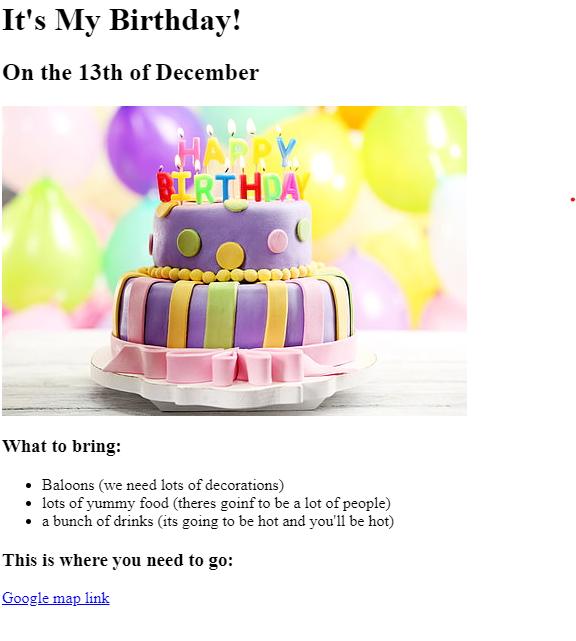 It's My Birthday!
On the 13th of December
HAPPY
BIRTHDAY
What to bring:
Baloons (we need lots of decorations)
lots of yummy food (theres goinf to be a lot of people)
a bunch of drinks (its going to be hot and you'll be hot)
This is where you need to go:
Google map link